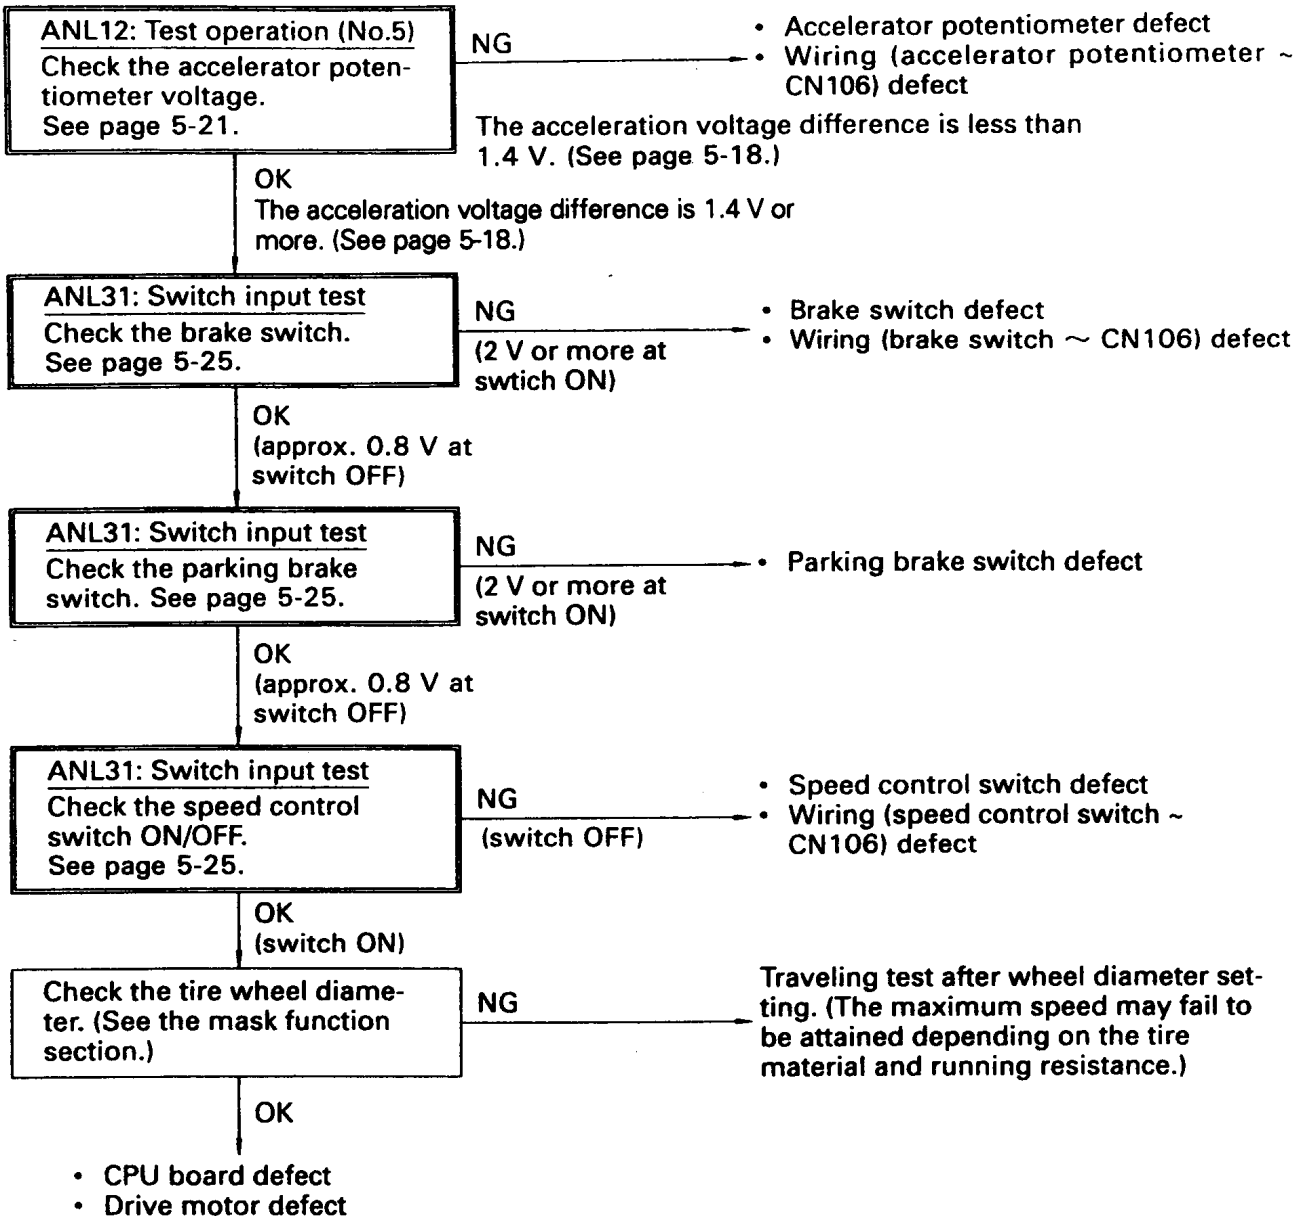 ANL12: Test operation (No.5)
Check the accelerator poten-
tiometer voltage.
See page 5-21.
NG
• Accelerator potentiometer defect
• Wiring (accelerator potentiometer ~
CN106) defect
The acceleration voltage difference is less than
1.4 V. (See page 5-18.)
OK
The acceleration voltage difference is 1.4 V or
more. (See page 5-18.)
ANL31: Switch input test
Check the brake switch.
See page 5-25.
NG
(2 V or more at
swtich ON)
• Brake switch defect
• Wiring (brake switch ~ CN106) defect
OK
(approx. 0.8 V at
switch OFF)
ANL31: Switch input test
Check the parking brake
switch. See page 5-25.
NG
(2 V or more at
switch ON)
• Parking brake switch defect
OK
(approx. 0.8 V at
switch OFF)
ANL31: Switch input test
Check the speed control
switch ON/OFF.
See page 5-25.
NG
(switch OFF)
• Speed control switch defect
• Wiring (speed control switch ~
CN106) defect
OK
(switch ON)
Check the tire wheel diame-
ter. (See the mask function
section.)
NG
Traveling test after wheel diameter set-
ting. (The maximum speed may fail to
be attained depending on the tire
material and running resistance.)
OK
• CPU board defect
• Drive motor defect